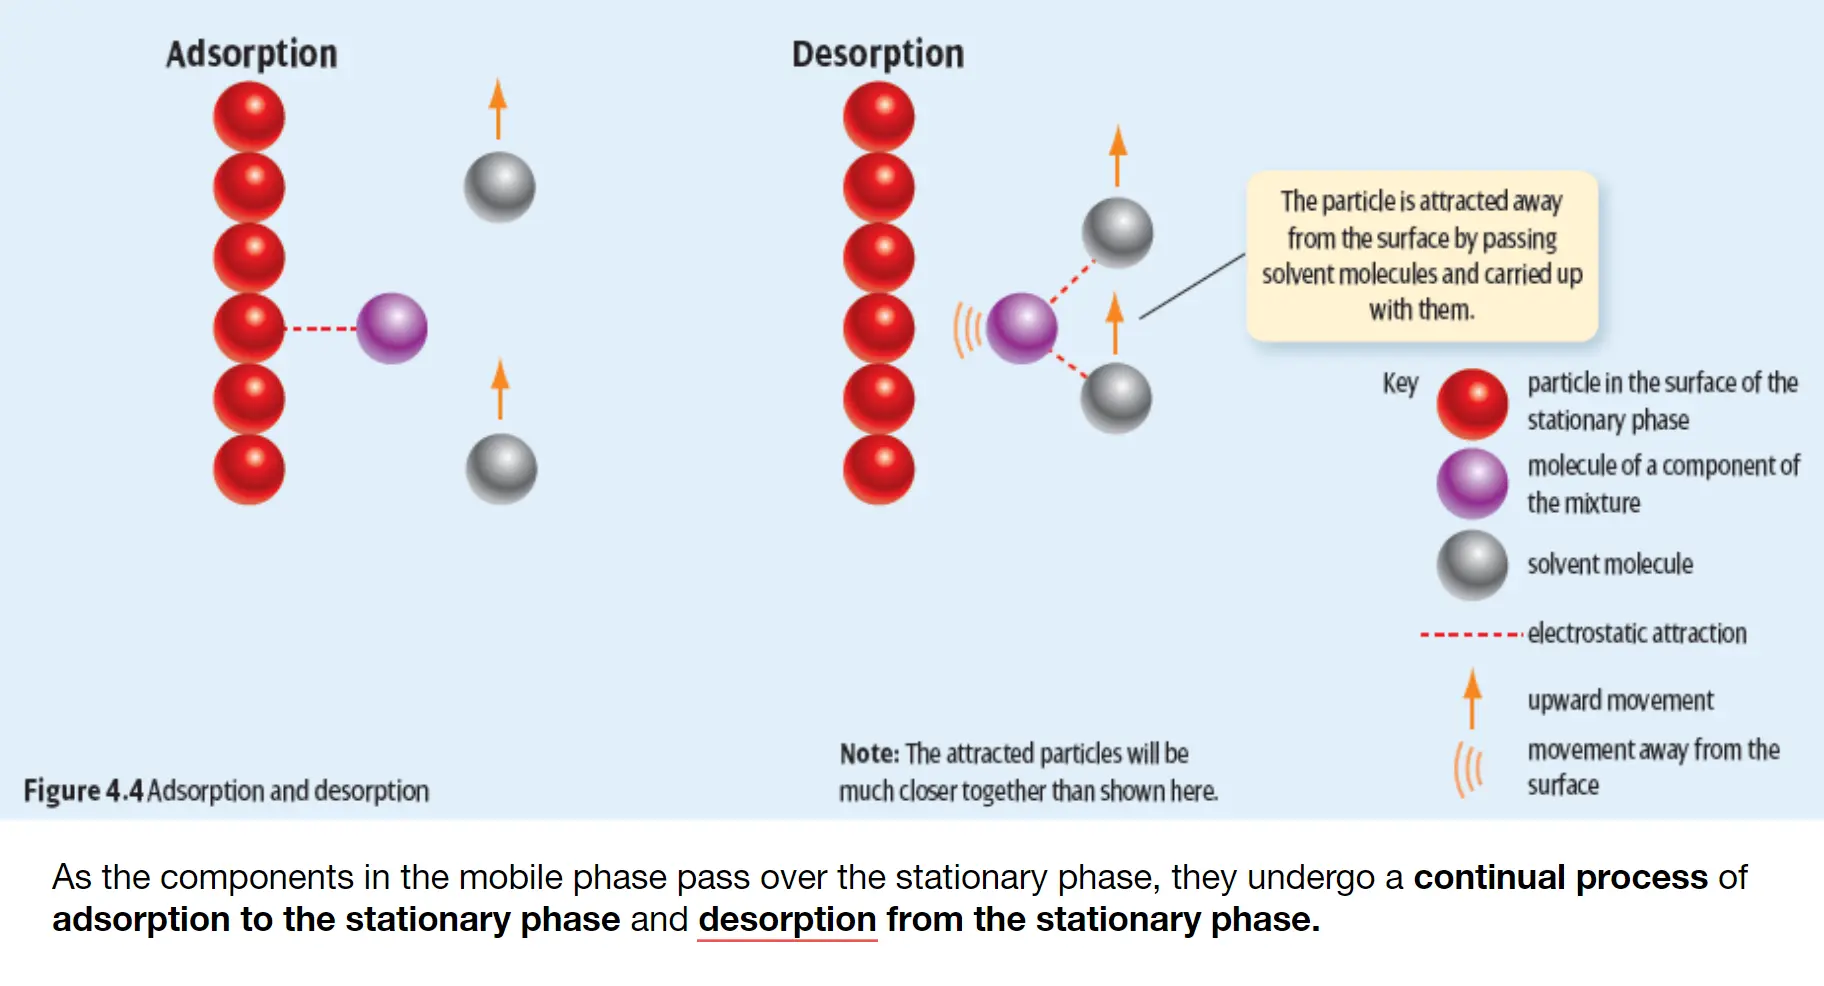 Adsorption
Desorption
The particle is attracted away
from the surface by passing
solvent molecules and carried up
with them.
Key
particle in the surface of the
stationary phase
molecule of a component of
the mixture
solvent molecule
electrostatic attraction
upward movement
movement away from the
surface
Note: The attracted particles will be
much closer together than shown here.
Figure 4.4 Adsorption and desorption
As the components in the mobile phase pass over the stationary phase, they undergo a continual process of
adsorption to the stationary phase and desorption from the stationary phase.